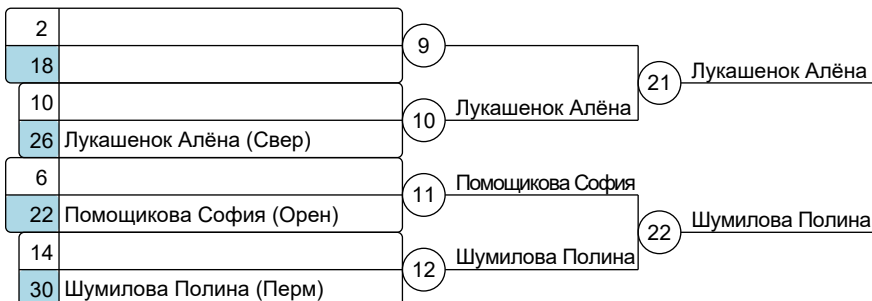 2
18
9
10
26 Лукашенок Алёна (Свер)
10 Лукашенок Алёна
21 Лукашенок Алёна
6
22 Помощикова София (Орен)
11 Помощикова София
14
30 Шумилова Полина (Перм)
12 Шумилова Полина
22 Шумилова Полина